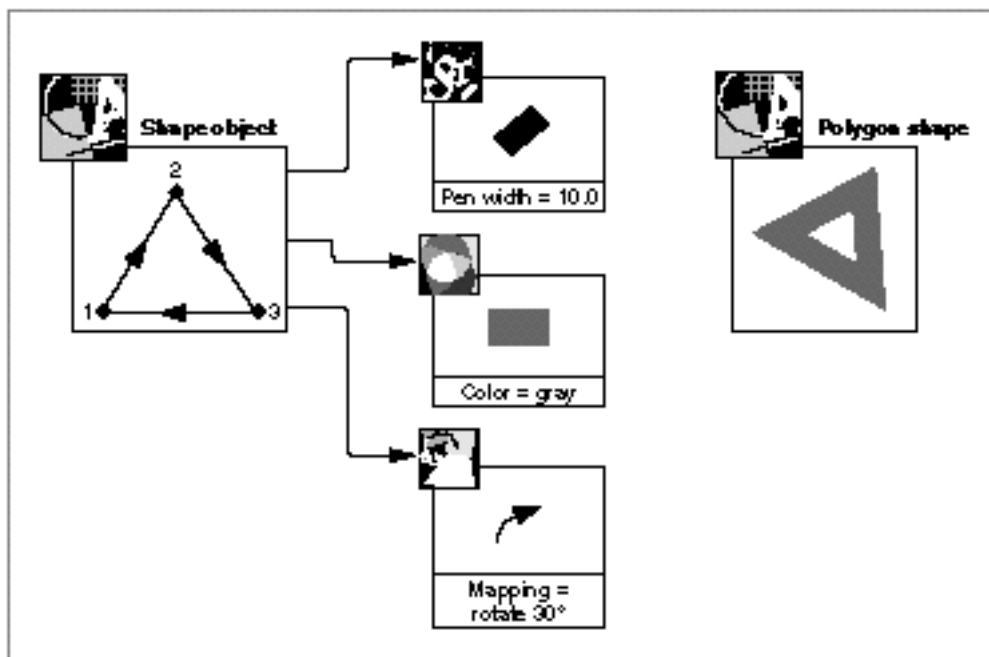 Shape object
2
1
3
Pen width = 10.0
Color = gray
Mapping =
rotate 30°
Polygon shape